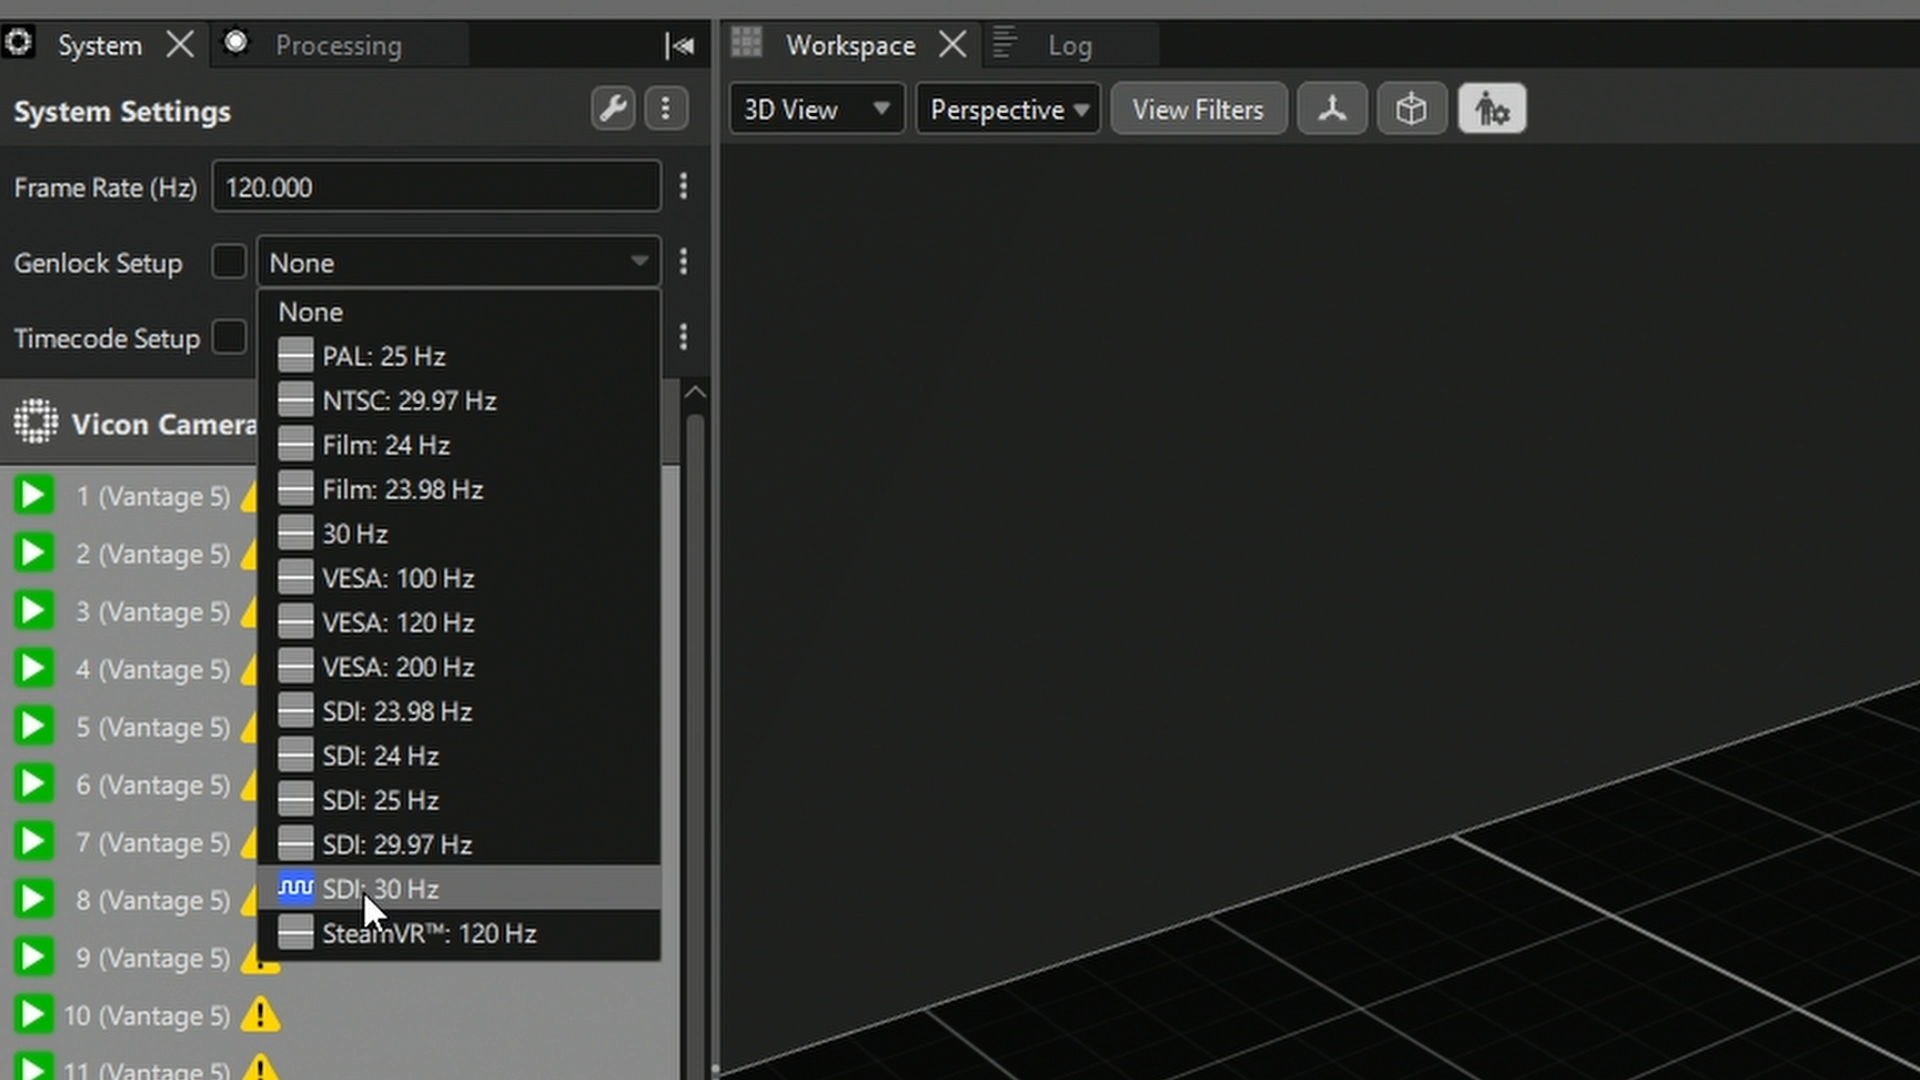 System
Processing
Workspace
Log
System Settings
3D View
Perspective
View Filters
Frame Rate (Hz)
120.000
Genlock Setup
None
Timecode Setup
None
PAL: 25 Hz
NTSC: 29.97 Hz
Film: 24 Hz
Film: 23.98 Hz
30 Hz
VESA: 100 Hz
VESA: 120 Hz
VESA: 200 Hz
SDI: 23.98 Hz
SDI: 24 Hz
SDI: 25 Hz
SDI: 29.97 Hz
SDI: 30 Hz
SteamVR™: 120 Hz
Vicon Camera
1 (Vantage 5)
2 (Vantage 5)
3 (Vantage 5)
4 (Vantage 5)
5 (Vantage 5)
6 (Vantage 5)
7 (Vantage 5)
8 (Vantage 5)
9 (Vantage 5)
10 (Vantage 5)
11 (Vantage 5)